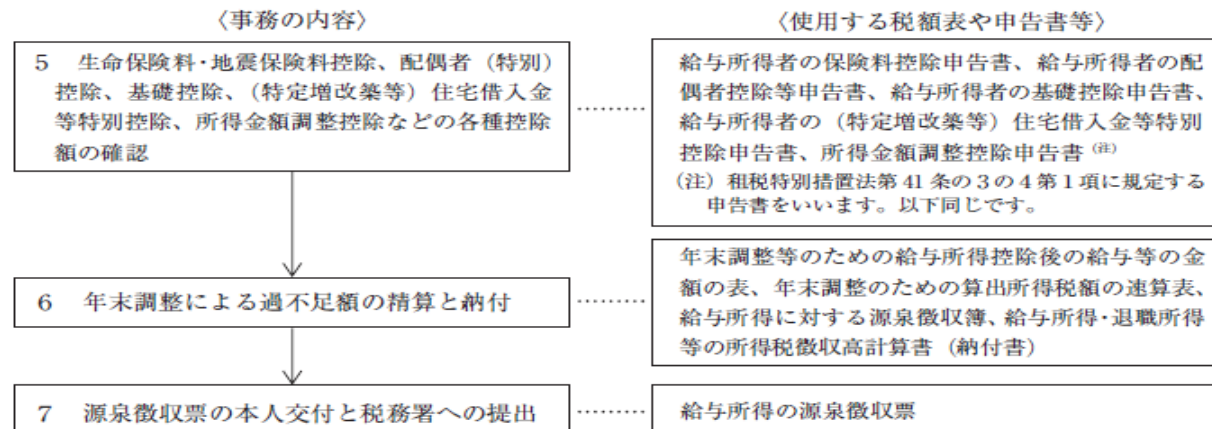 〈事務の内容〉
〈使用する税額表や申告書等〉
5 生命保険料・地震保険料控除、配偶者（特別）
控除、基礎控除、（特定増改築等）住宅借入金
等特別控除、所得金額調整控除などの各種控除
額の確認
給与所得者の保険料控除申告書、給与所得者の配
偶者控除等申告書、給与所得者の基礎控除申告書、
給与所得者の（特定増改築等）住宅借入金等特別
控除申告書、所得金額調整控除申告書（注）
（注）租税特別措置法第 41 条の３の４第１項に規定する
申告書をいいます。以下同じです。
6 年末調整による過不足額の精算と納付
年末調整等のための給与所得控除後の給与等の金
額の表、年末調整のための算出所得税額の速算表、
給与所得に対する源泉徴収簿、給与所得・退職所得
等の所得税徴収高計算書（納付書）
7 源泉徴収票の本人交付と税務署への提出
給与所得の源泉徴収票